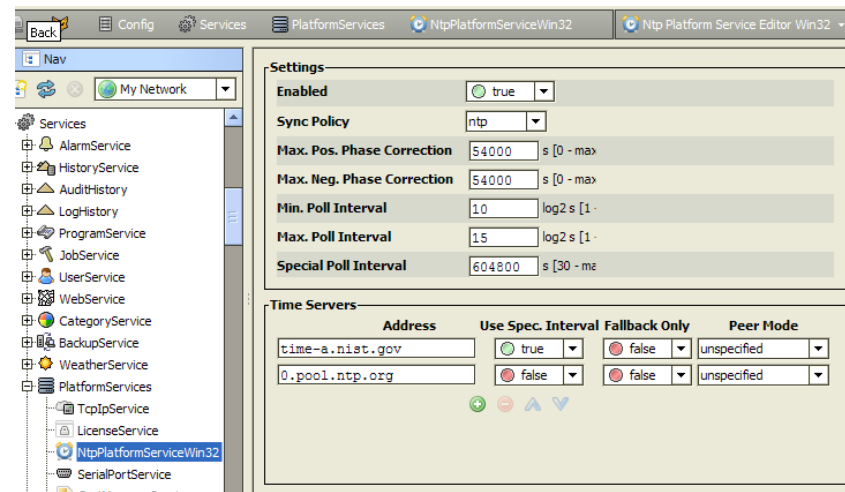 Config Services PlatformServices NtpPlatformServiceWin32 Ntp Platform Service Editor Win32
Back
Nav
My Network
Services
AlarmService
HistoryService
AuditHistory
LogHistory
ProgramService
JobService
UserService
WebService
CategoryService
BackupService
WeatherService
PlatformServices
TcpIpService
LicenseService
NtpPlatformServiceWin32
SerialPortService
Settings
Enabled true
Sync Policy ntp
Max. Pos. Phase Correction 54000 s [0 - max
Max. Neg. Phase Correction 54000 s [0 - max
Min. Poll Interval 10 log2 s [1 -
Max. Poll Interval 15 log2 s [1 -
Special Poll Interval 604800 s [30 - ma
Time Servers
Address Use Spec. Interval Fallback Only Peer Mode
time-a.nist.gov true false unspecified
0.pool.ntp.org false false unspecified